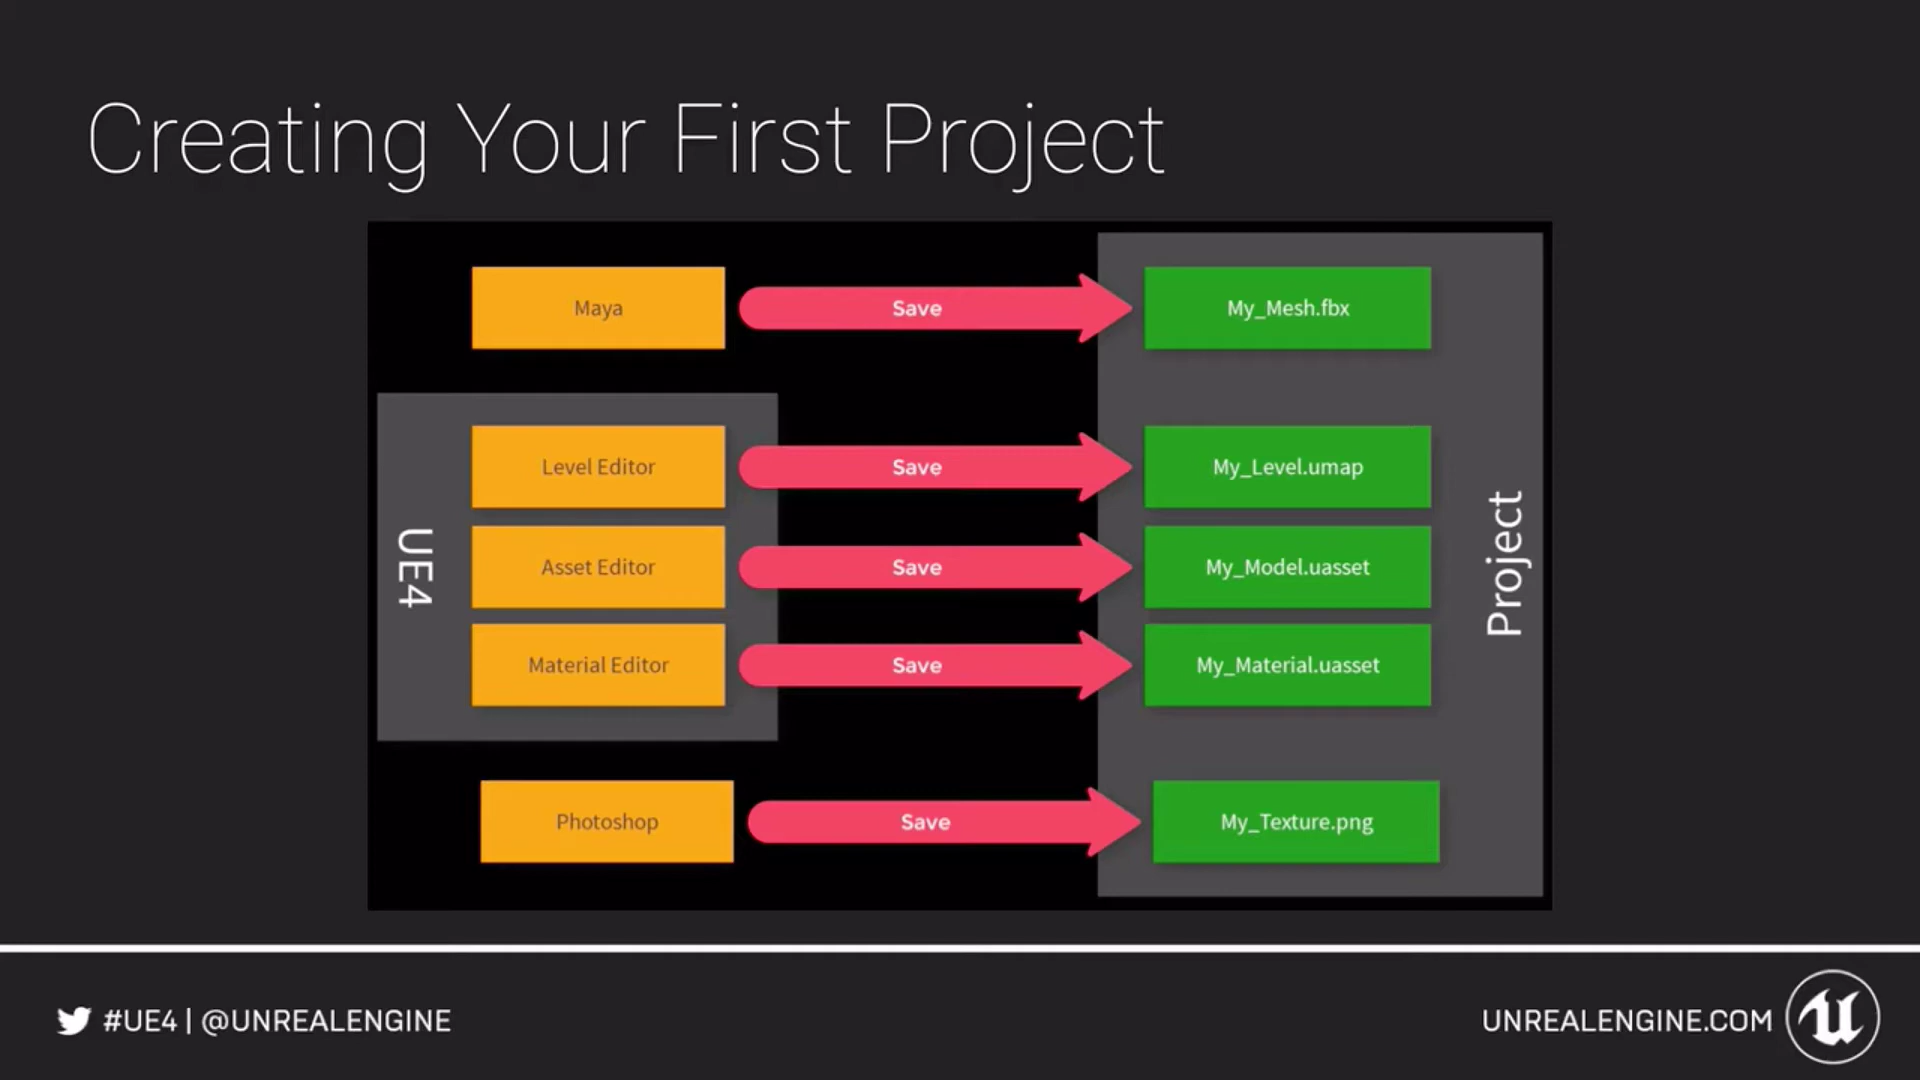 Creating Your First Project
Maya
Save
My_Mesh.fbx
UE4
Level Editor
Save
My_Level.umap
Asset Editor
Save
My_Model.uasset
Material Editor
Save
My_Material.uasset
Project
Photoshop
Save
My_Texture.png
#UE4 | @UNREALENGINE
UNREALENGINE.COM